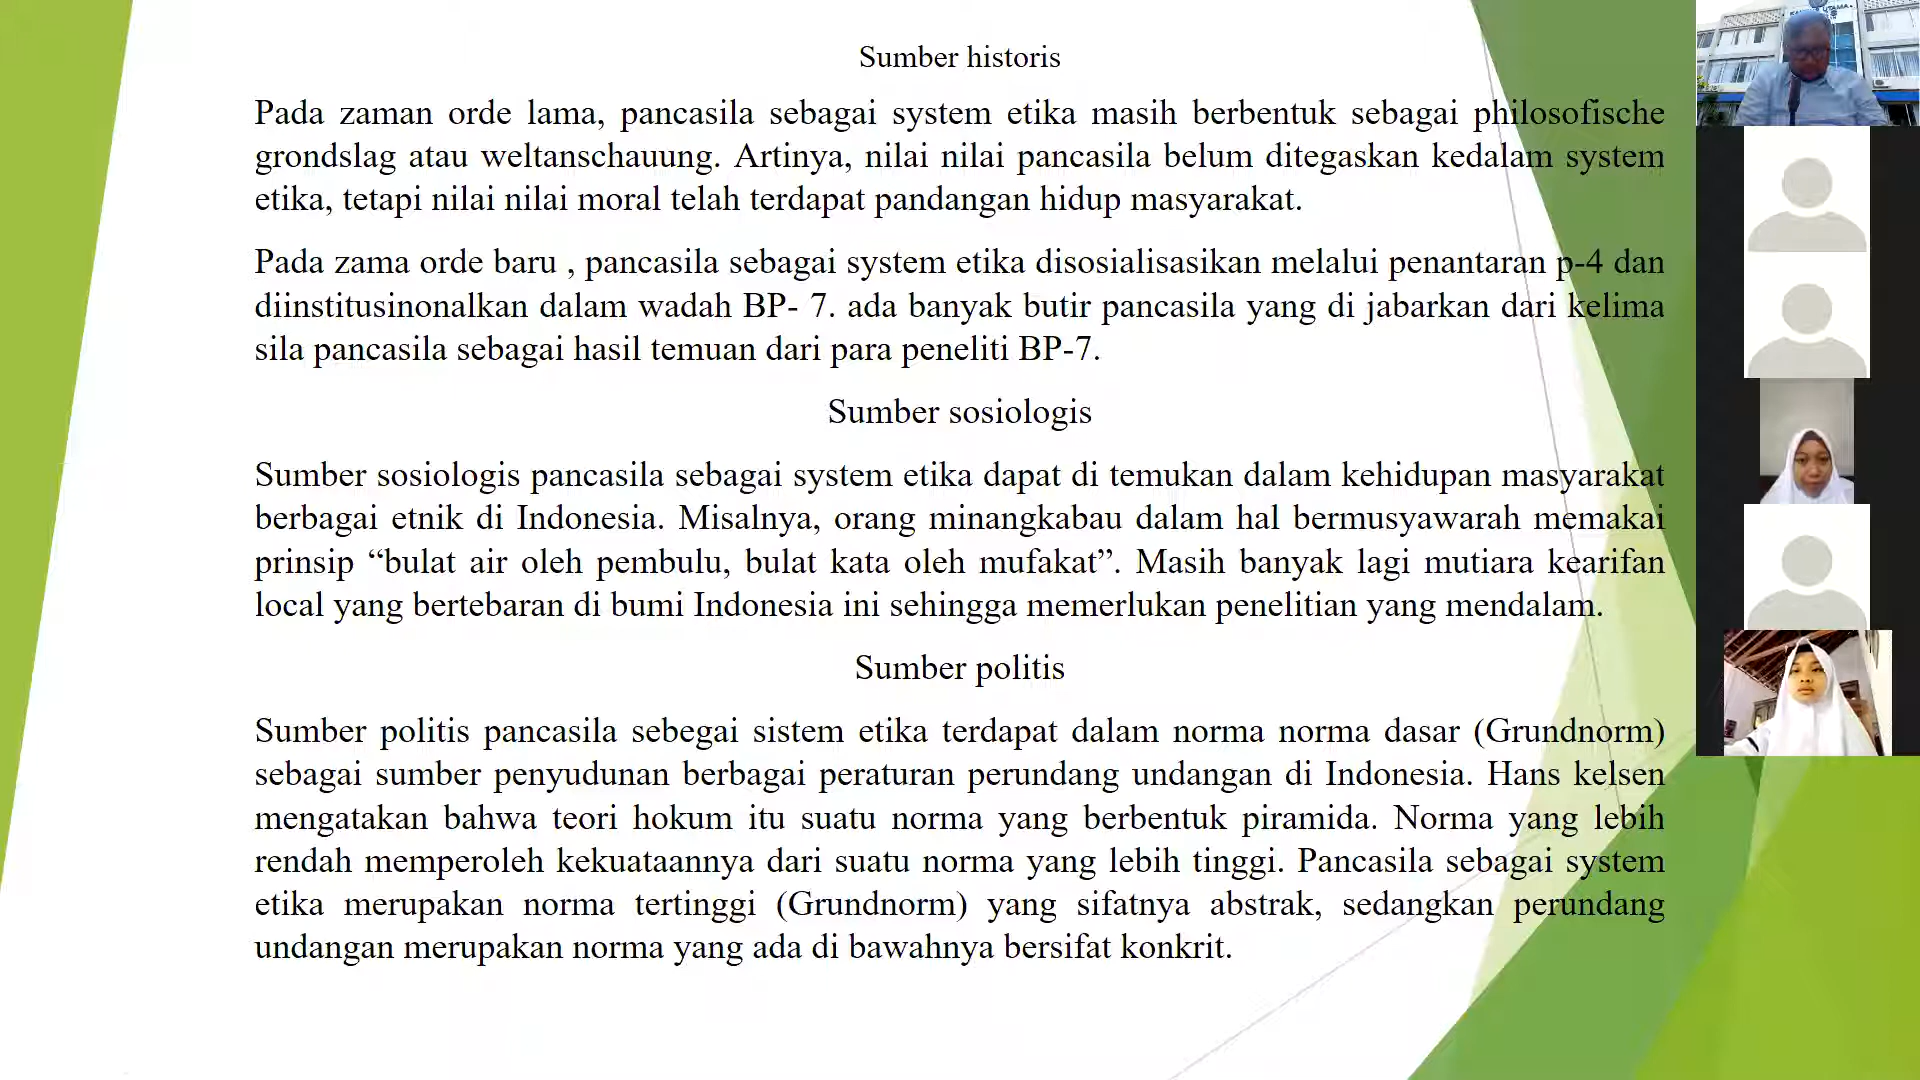 Sumber historis
Pada zaman orde lama, pancasila sebagai system etika masih berbentuk sebagai philosofische
grondslag atau weltanschauung. Artinya, nilai nilai pancasila belum ditegaskan kedalam system
etika, tetapi nilai nilai moral telah terdapat pandangan hidup masyarakat.
Pada zama orde baru , pancasila sebagai system etika disosialisasikan melalui penantaran p-4 dan
diinstitusinonalkan dalam wadah BP- 7. ada banyak butir pancasila yang di jabarkan dari kelima
sila pancasila sebagai hasil temuan dari para peneliti BP-7.
Sumber sosiologis
Sumber sosiologis pancasila sebagai system etika dapat di temukan dalam kehidupan masyarakat
berbagai etnik di Indonesia. Misalnya, orang minangkabau dalam hal bermusyawarah memakai
prinsip “bulat air oleh pembulu, bulat kata oleh mufakat”. Masih banyak lagi mutiara kearifan
local yang bertebaran di bumi Indonesia ini sehingga memerlukan penelitian yang mendalam.
Sumber politis
Sumber politis pancasila sebegai sistem etika terdapat dalam norma norma dasar (Grundnorm)
sebagai sumber penyudunan berbagai peraturan perundang undangan di Indonesia. Hans kelsen
mengatakan bahwa teori hokum itu suatu norma yang berbentuk piramida. Norma yang lebih
rendah memperoleh kekuataannya dari suatu norma yang lebih tinggi. Pancasila sebagai system
etika merupakan norma tertinggi (Grundnorm) yang sifatnya abstrak, sedangkan perundang
undangan merupakan norma yang ada di bawahnya bersifat konkrit.